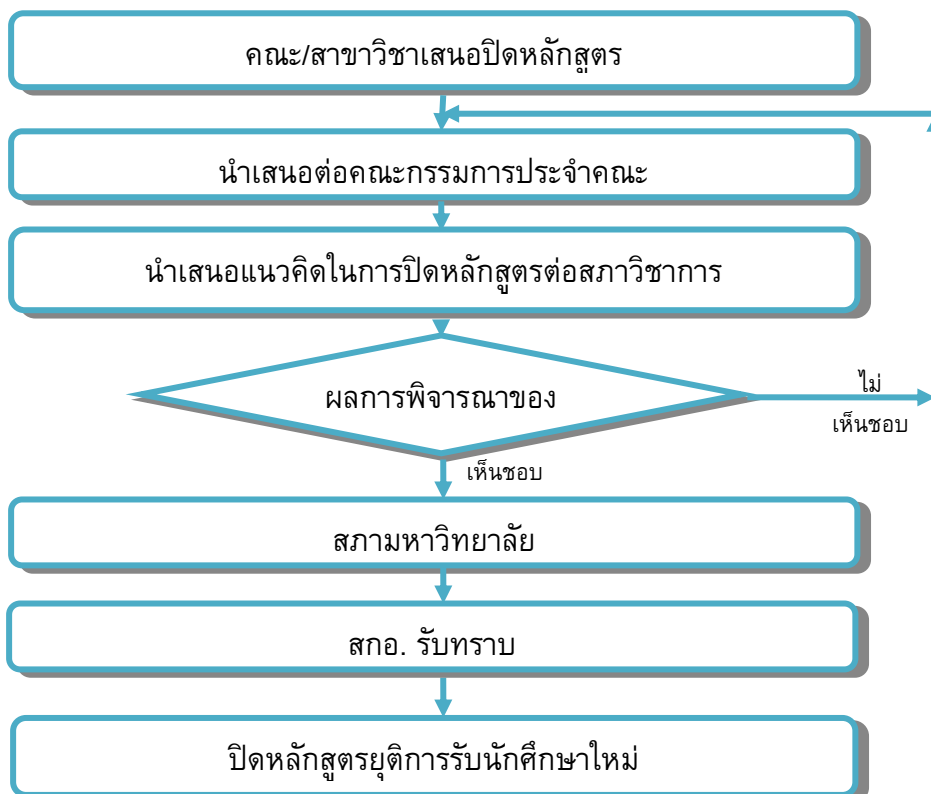 คณะ/สาขาวิชาเสนอปิดหลักสูตร
นำเสนอต่อคณะกรรมการประจำคณะ
นำเสนอแนวคิดในการปิดหลักสูตรต่อสภาวิชาการ
ผลการพิจารณาของ
ไม่
เห็นชอบ
เห็นชอบ
สภามหาวิทยาลัย
สกอ. รับทราบ
ปิดหลักสูตรยุติการรับนักศึกษาใหม่